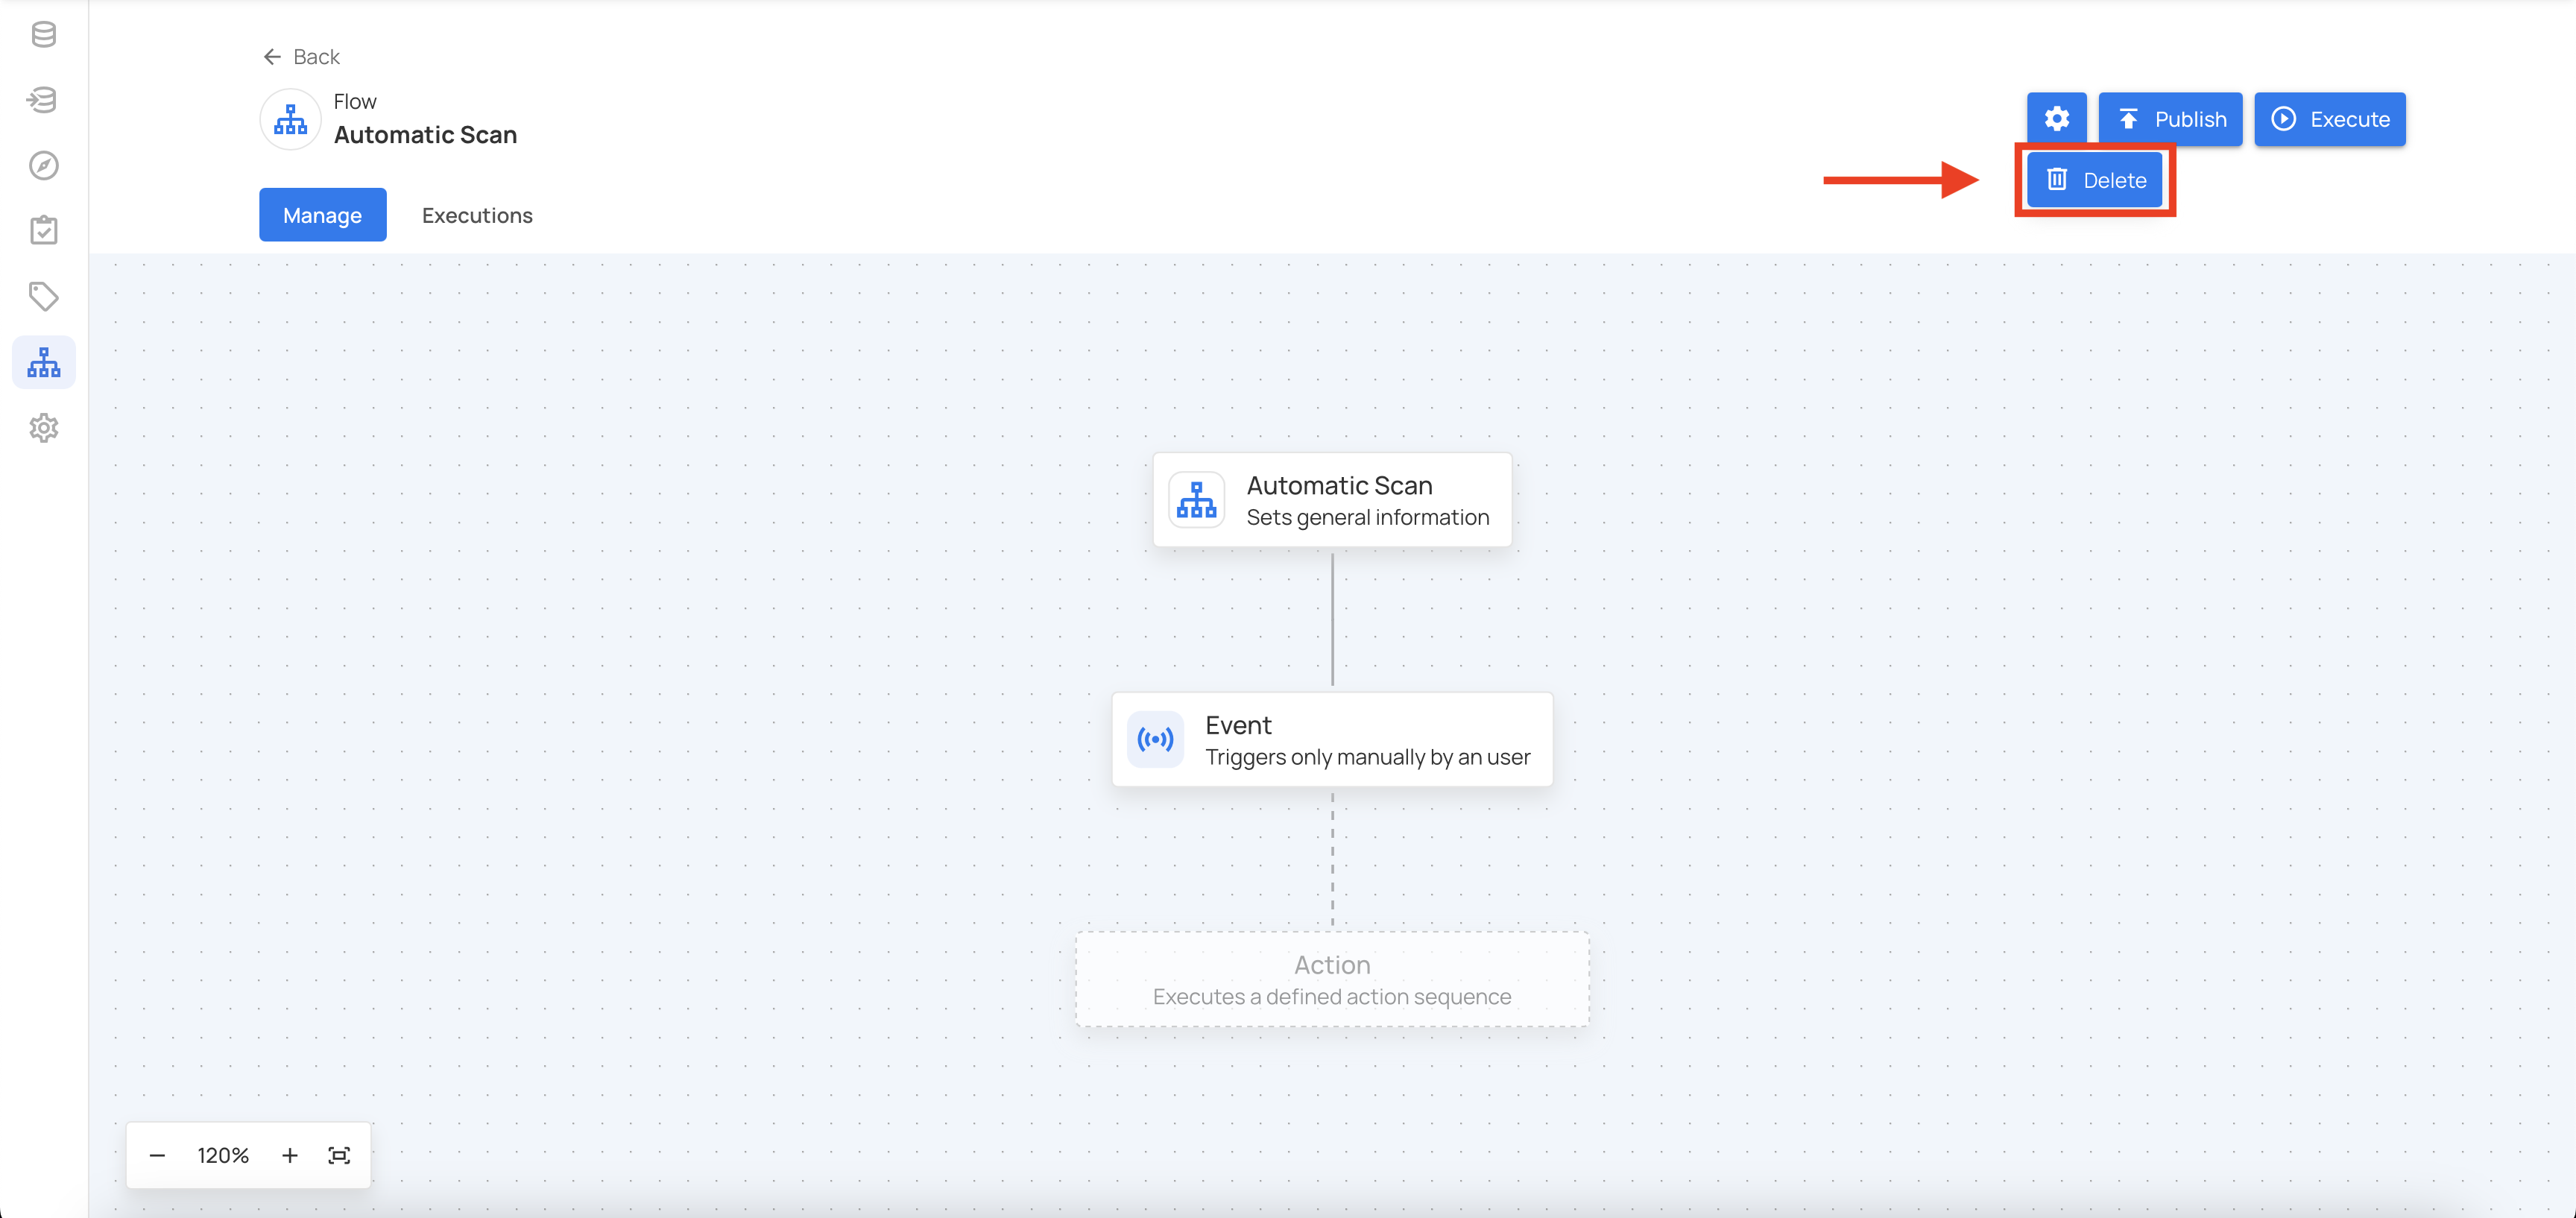 Back
Flow
Automatic Scan
Publish
Execute
Delete
Manage
Executions
Automatic Scan
Sets general information
Event
Triggers only manually by an user
Action
Executes a defined action sequence
120%